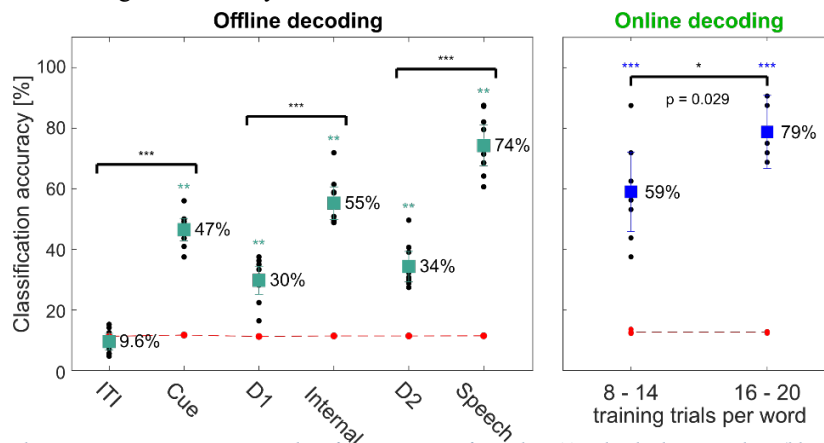 Offline decoding
Online decoding
Classification accuracy [%]
100
80
60
40
20
0
***
***
***
**
**
**
**
**
9.6%
47%
30%
55%
34%
74%
ITI
Cue
D1
Internal
D2
Speech
***
*
***
p = 0.029
59%
79%
8 - 14
16 - 20
training trials per word